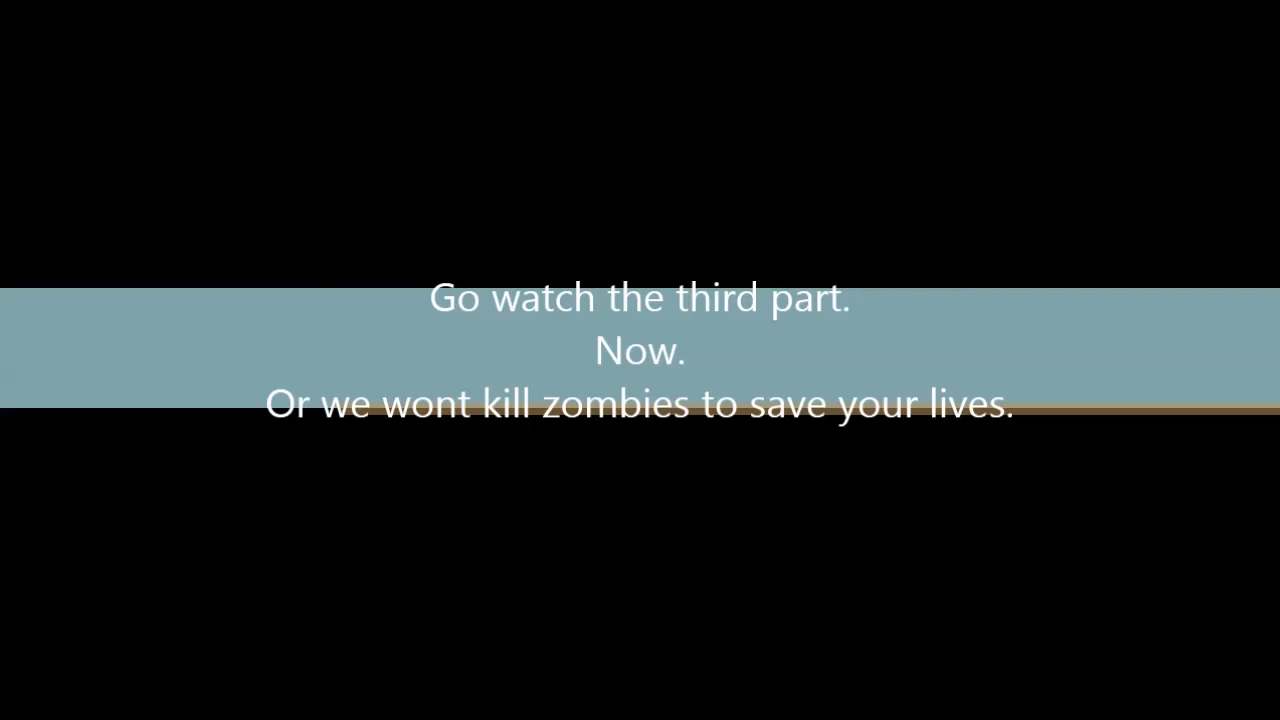 Go watch the third part.
Now.
Or we wont kill zombies to save your lives.